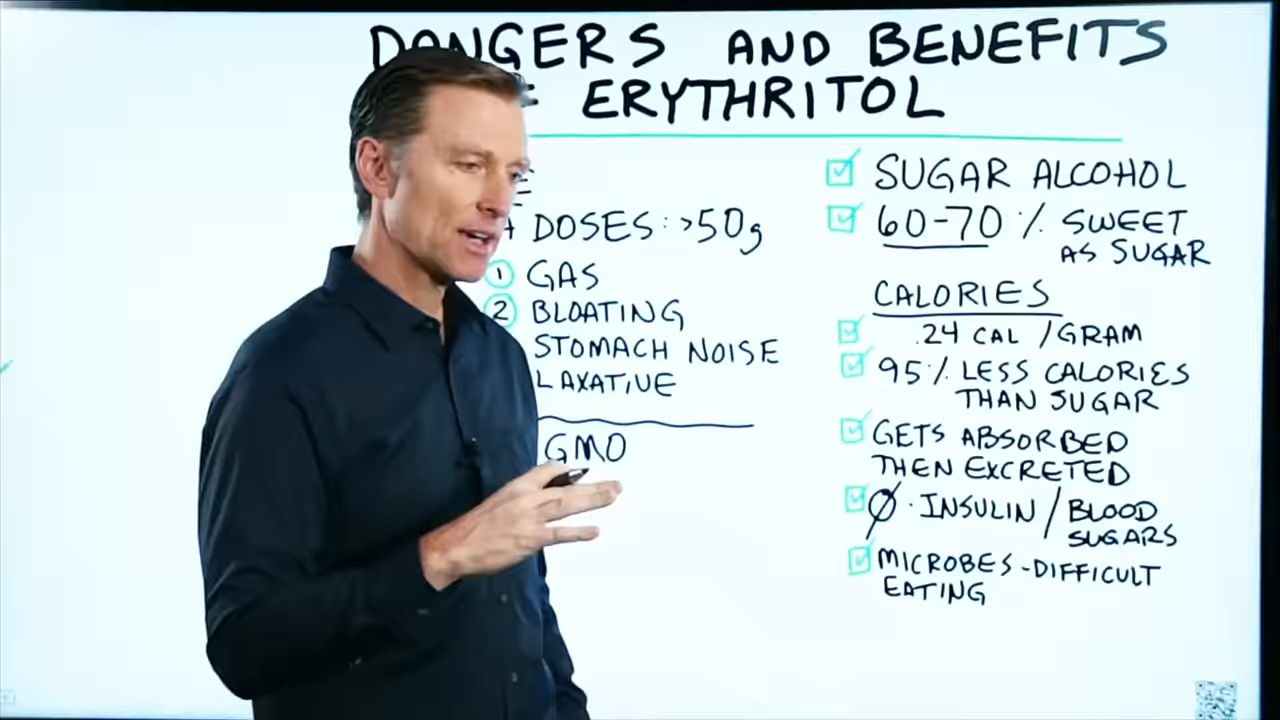 DANGERS AND BENEFITS
ERYTHRITOL
DOSES: >50g
1 GAS
2 BLOATING
STOMACH NOISE
LAXATIVE
GMO
SUGAR ALCOHOL
60-70% SWEET
AS SUGAR
CALORIES
.24 CAL/GRAM
95% LESS CALORIES
THAN SUGAR
GETS ABSORBED
THEN EXCRETED
Ø · INSULIN/BLOOD
SUGARS
MICROBES-DIFFICULT
EATING